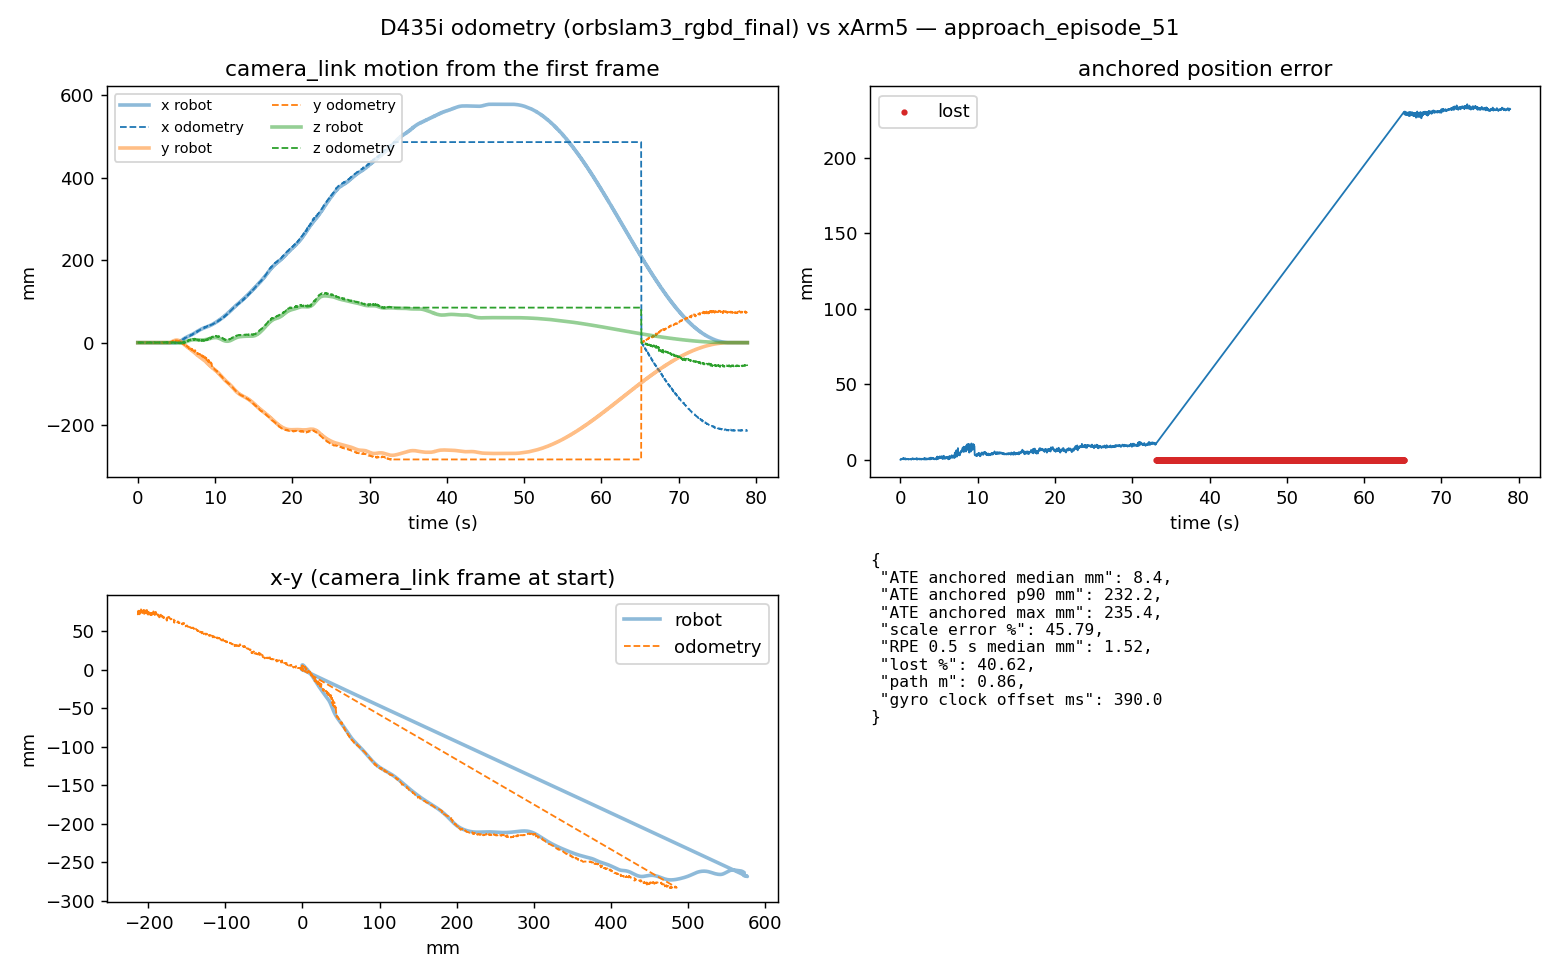 D435i odometry (orbslam3_rgbd_final) vs xArm5 — approach_episode_51
camera_link motion from the first frame
x robot
x odometry
y robot
y odometry
z robot
z odometry
600
400
200
0
−200
mm
0 10 20 30 40 50 60 70 80
time (s)
anchored position error
lost
200
150
100
50
0
mm
0 10 20 30 40 50 60 70 80
time (s)
x-y (camera_link frame at start)
robot
odometry
50
0
−50
−100
−150
−200
−250
−300
mm
−200 −100 0 100 200 300 400 500 600
mm
{
"ATE anchored median mm": 8.4,
"ATE anchored p90 mm": 232.2,
"ATE anchored max mm": 235.4,
"scale error %": 45.79,
"RPE 0.5 s median mm": 1.52,
"lost %": 40.62,
"path m": 0.86,
"gyro clock offset ms": 390.0
}